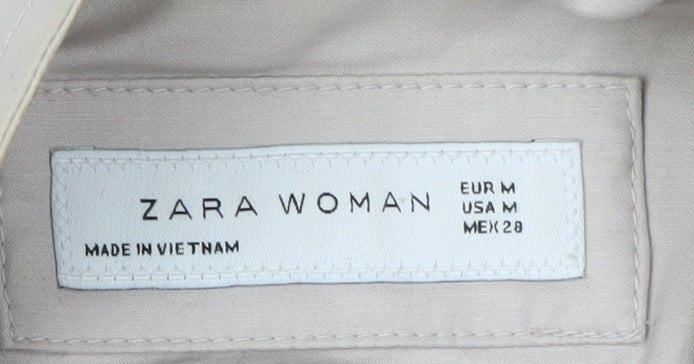 ZARA WOMAN
EUR M
USA M
MEX 28
MADE IN VIETNAM